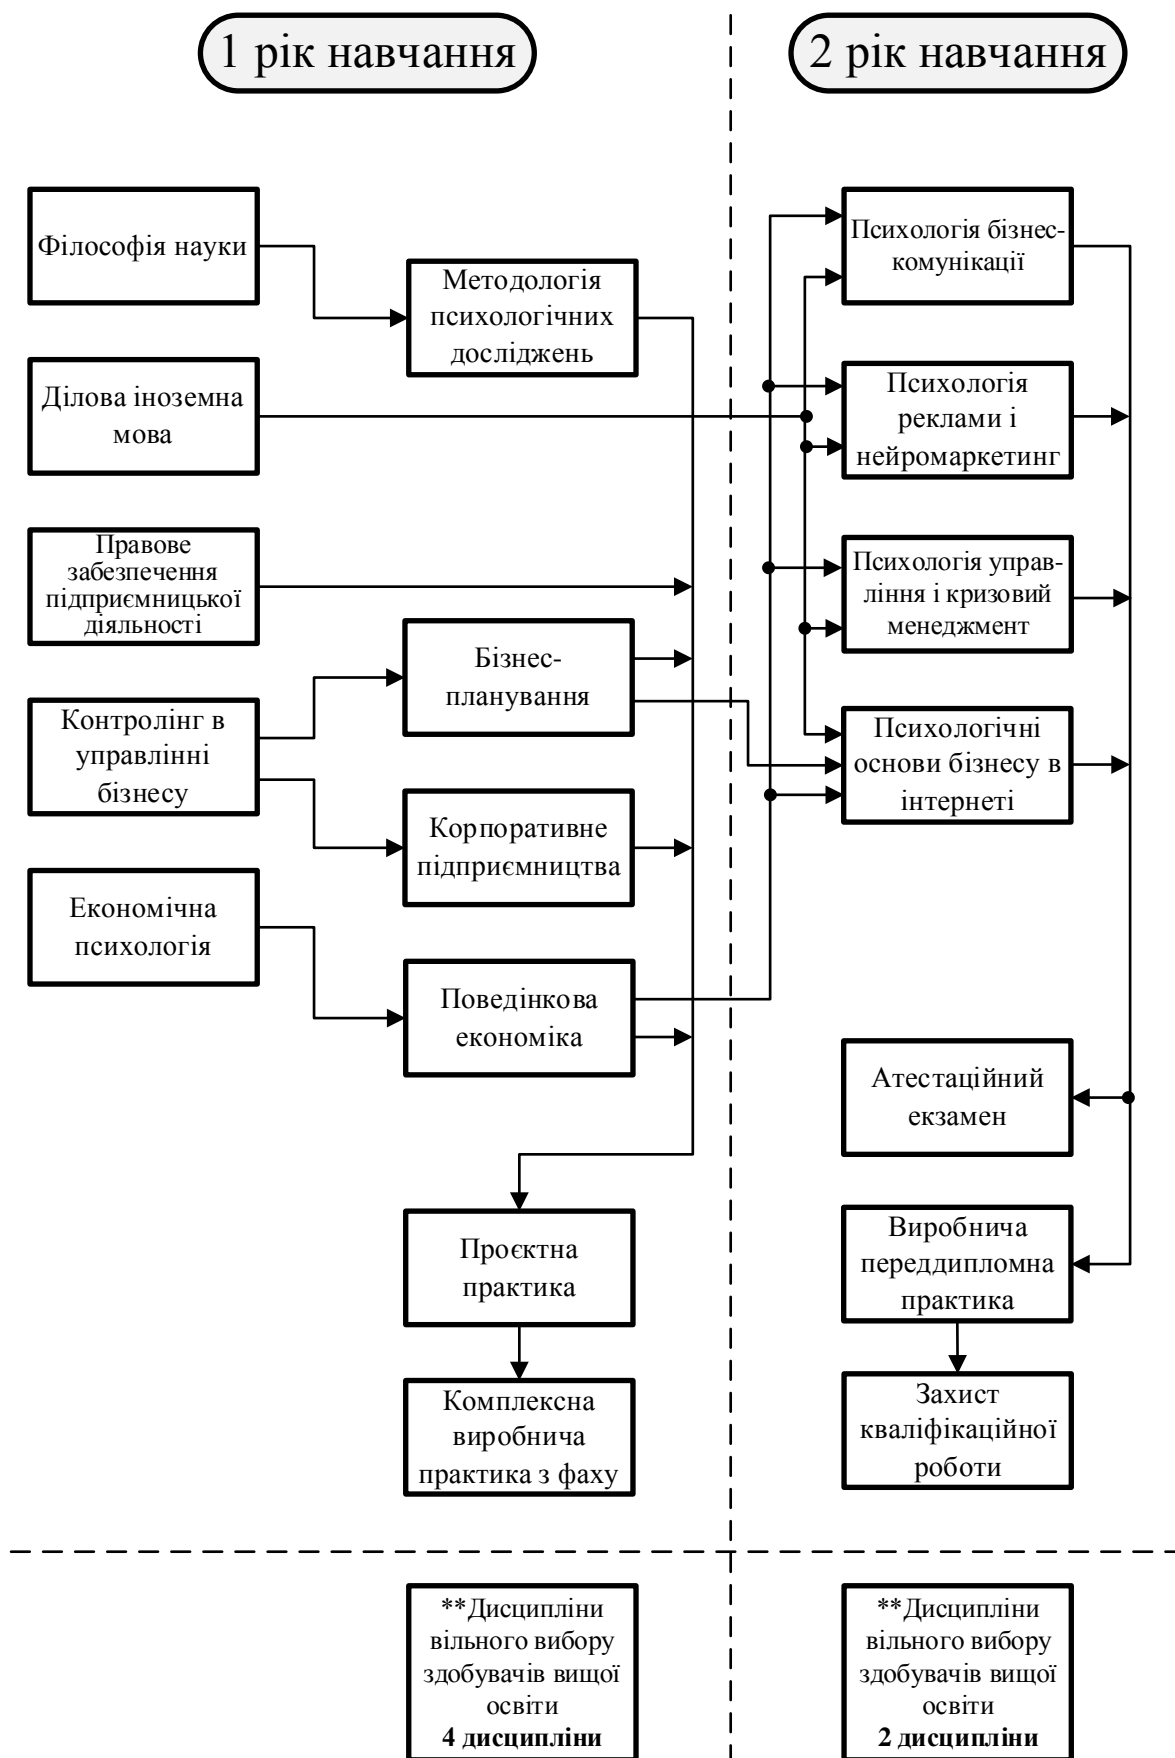 1 рік навчання
2 рік навчання
Філософія науки
Методологія
психологічних
досліджень
Ділова іноземна
мова
Правове
забезпечення
підприємницької
діяльності
Контролінг в
управлінні
бізнесу
Бізнес-
планування
Корпоративне
підприємництва
Економічна
психологія
Поведінкова
економіка
Проєктна
практика
Комплексна
виробнича
практика з фаху
Психологія бізнес-
комунікації
Психологія
реклами і
нейромаркетинг
Психологія управ-
ління і кризовий
менеджмент
Психологічні
основи бізнесу в
інтернеті
Атестаційний
екзамен
Виробнича
переддипломна
практика
Захист
кваліфікаційної
роботи
**Дисципліни
вільного вибору
здобувачів вищої
освіти
4 дисципліни
**Дисципліни
вільного вибору
здобувачів вищої
освіти
2 дисципліни